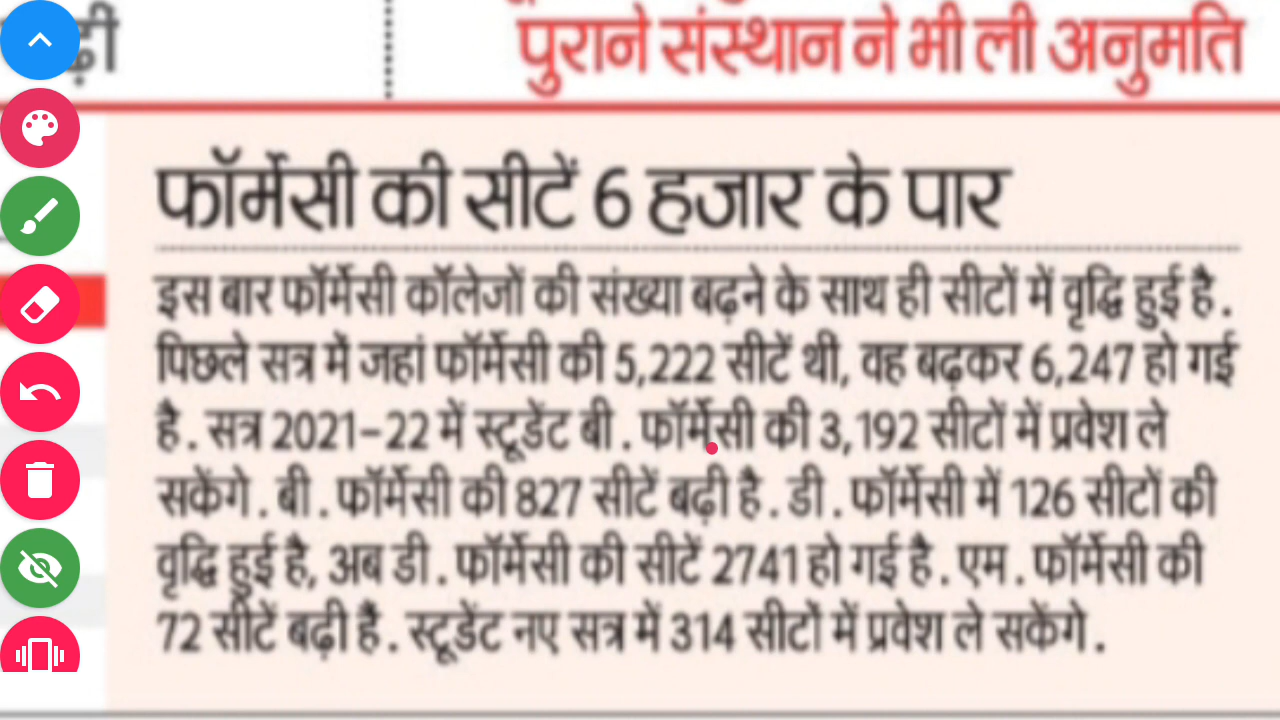 ढ़ी
पुराने संस्थान ने भी ली अनुमति
फॉर्मेसी की सीटें 6 हजार के पार
इस बार फॉर्मेसी कॉलेजों की संख्या बढ़ने के साथ ही सीटों में वृद्धि हुई है.
पिछले सत्र में जहां फॉर्मेसी की 5,222 सीटें थी, वह बढ़कर 6,247 हो गई
है. सत्र 2021-22 में स्टूडेंट बी. फॉर्मेसी की 3,192 सीटों में प्रवेश ले
सकेंगे. बी. फॉर्मेसी की 827 सीटें बढ़ी है. डी. फॉर्मेसी में 126 सीटों की
वृद्धि हुई है, अब डी. फॉर्मेसी की सीटें 2741 हो गई है. एम. फॉर्मेसी की
72 सीटें बढ़ी है. स्टूडेंट नए सत्र में 314 सीटों में प्रवेश ले सकेंगे.